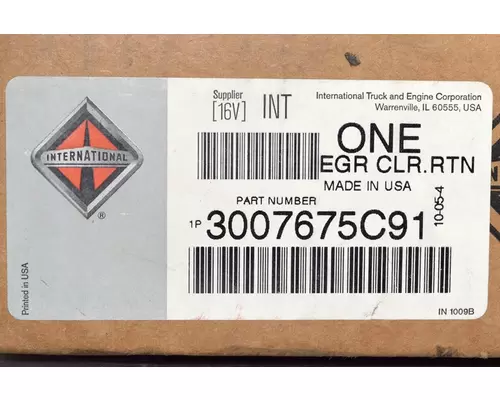 Supplier
[16V] INT
International Truck and Engine Corporation
Warrenville, IL 60555, USA
INTERNATIONAL
®
ONE
EGR CLR.RTN
MADE IN USA
PART NUMBER
1P 3007675C91
10-05-4
Printed in USA
IN 1009B